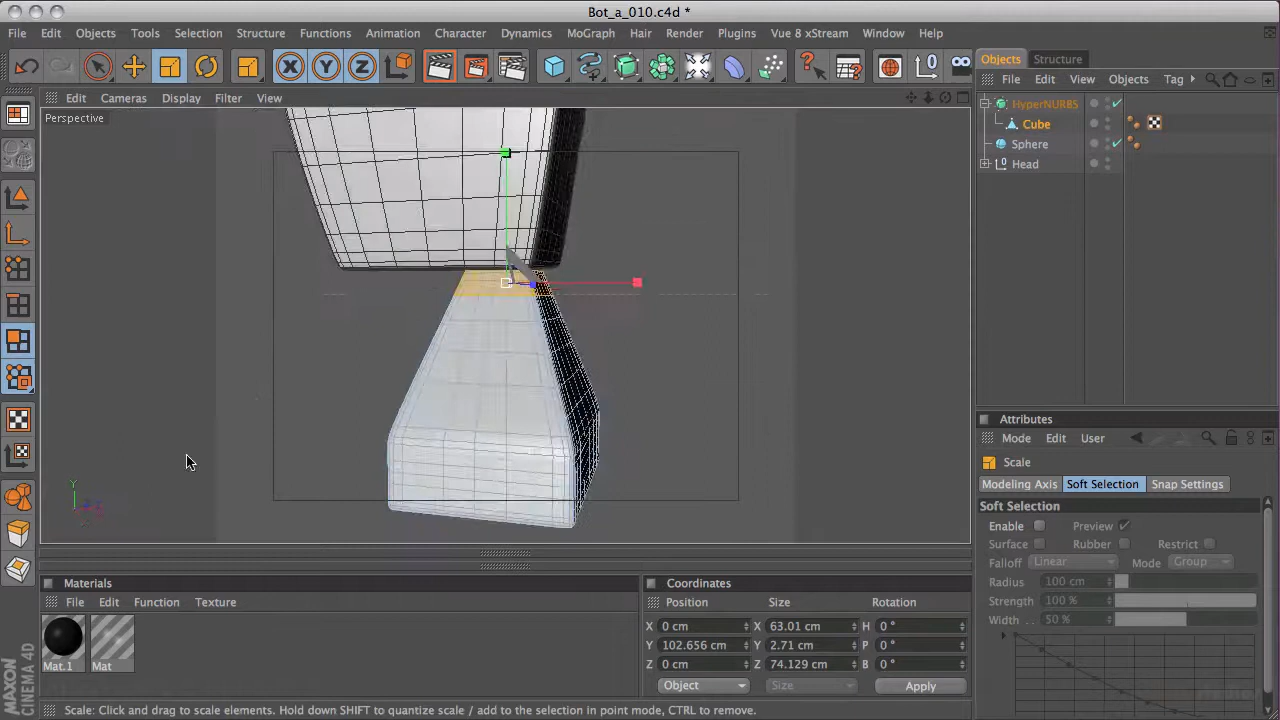 Bot_a_010.c4d *
File Edit Objects Tools Selection Structure Functions Animation Character Dynamics MoGraph Hair Render Plugins Vue 8 xStream Window Help
Objects Structure
Edit Cameras Display Filter View
File Edit View Objects Tag
Perspective
HyperNURBS
Cube
Sphere
Head
Attributes
Mode Edit User
Scale
Modeling Axis Soft Selection Snap Settings
Soft Selection
Enable Preview
Surface Rubber Restrict
Falloff Linear Mode Group
Radius 100 cm
Strength 100 %
Width . . 50 %
Y
Materials
File Edit Function Texture
Mat.1 Mat
Coordinates
Position Size Rotation
X 0 cm X 63.01 cm H 0 °
Y 102.656 cm Y 2.71 cm P 0 °
Z 0 cm Z 74.129 cm B 0 °
Object Size Apply
MAXON
CINEMA 4D
Scale: Click and drag to scale elements. Hold down SHIFT to quantize scale / add to the selection in point mode, CTRL to remove.